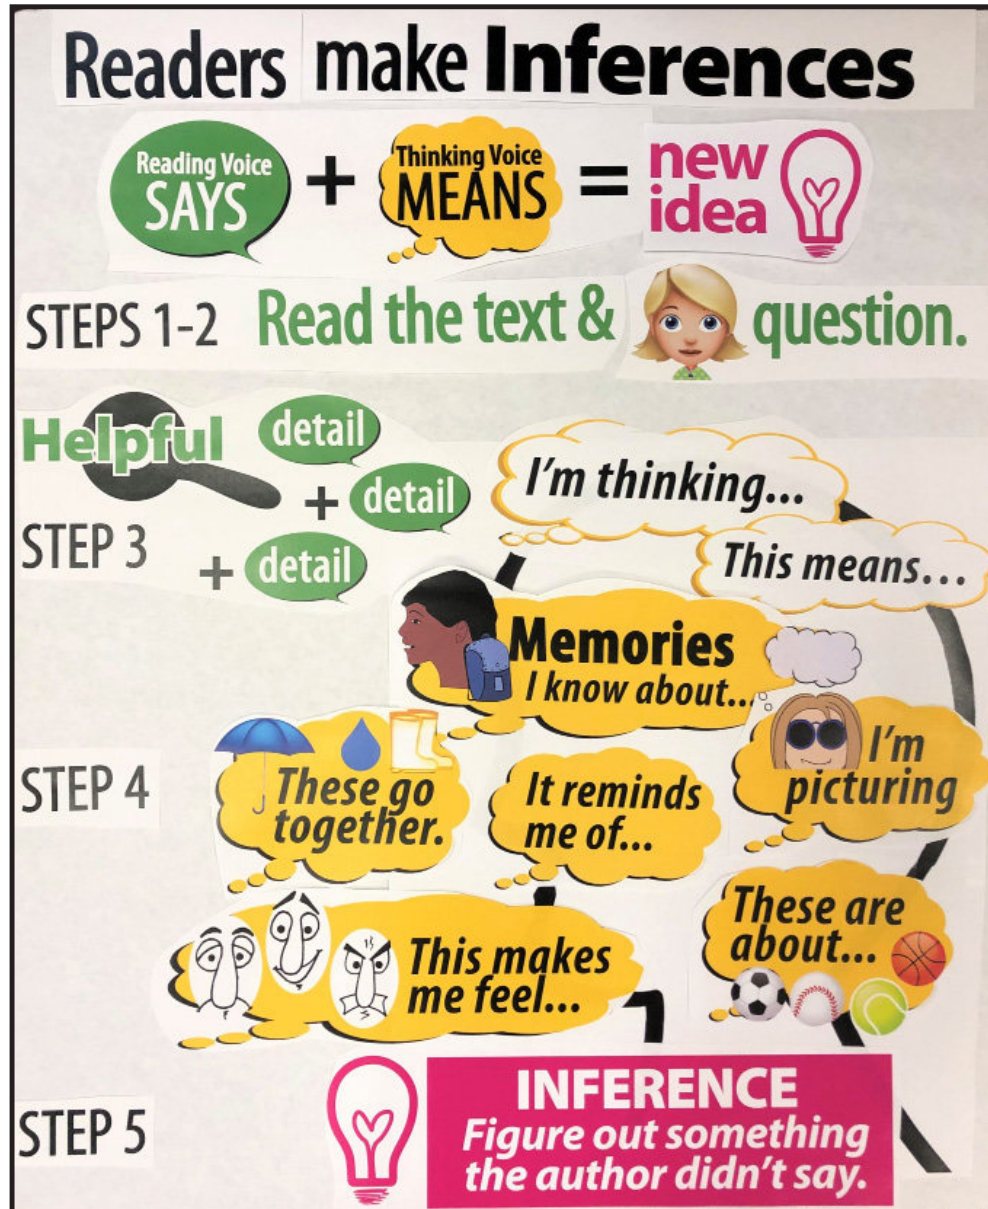 Readers make Inferences
Reading Voice
SAYS
+
Thinking Voice
MEANS
=
new
idea
STEPS 1-2 Read the text & question.
Helpful
detail
+ detail
+ detail
STEP 3
I'm thinking...
This means...
Memories
I know about...
STEP 4
These go
together.
It reminds
me of...
I'm
picturing
This makes
me feel...
These are
about...
STEP 5
INFERENCE
Figure out something
the author didn't say.